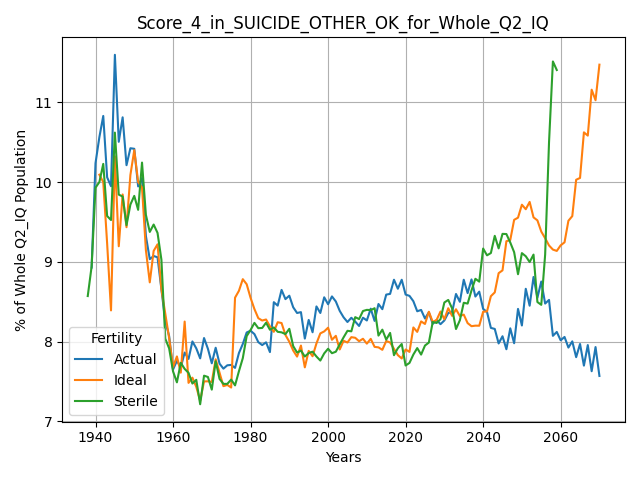 Score_4_in_SUICIDE_OTHER_OK_for_Whole_Q2_IQ
% of Whole Q2_IQ Population
11
10
9
8
7
Fertility
Actual
Ideal
Sterile
1940 1960 1980 2000 2020 2040 2060
Years